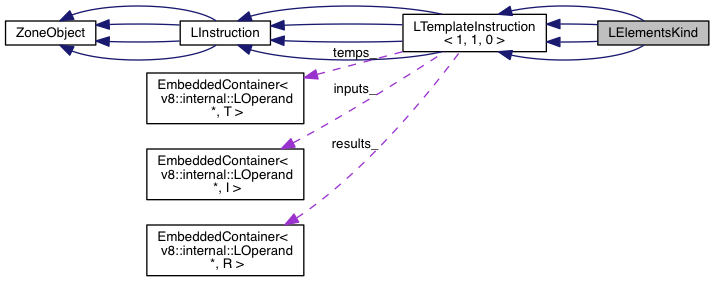 ZoneObject
LInstruction
LTemplateInstruction
< 1, 1, 0 >
LElementsKind
temps_
EmbeddedContainer<
v8::internal::LOperand
*, T >
inputs_
EmbeddedContainer<
v8::internal::LOperand
*, I >
results_
EmbeddedContainer<
v8::internal::LOperand
*, R >